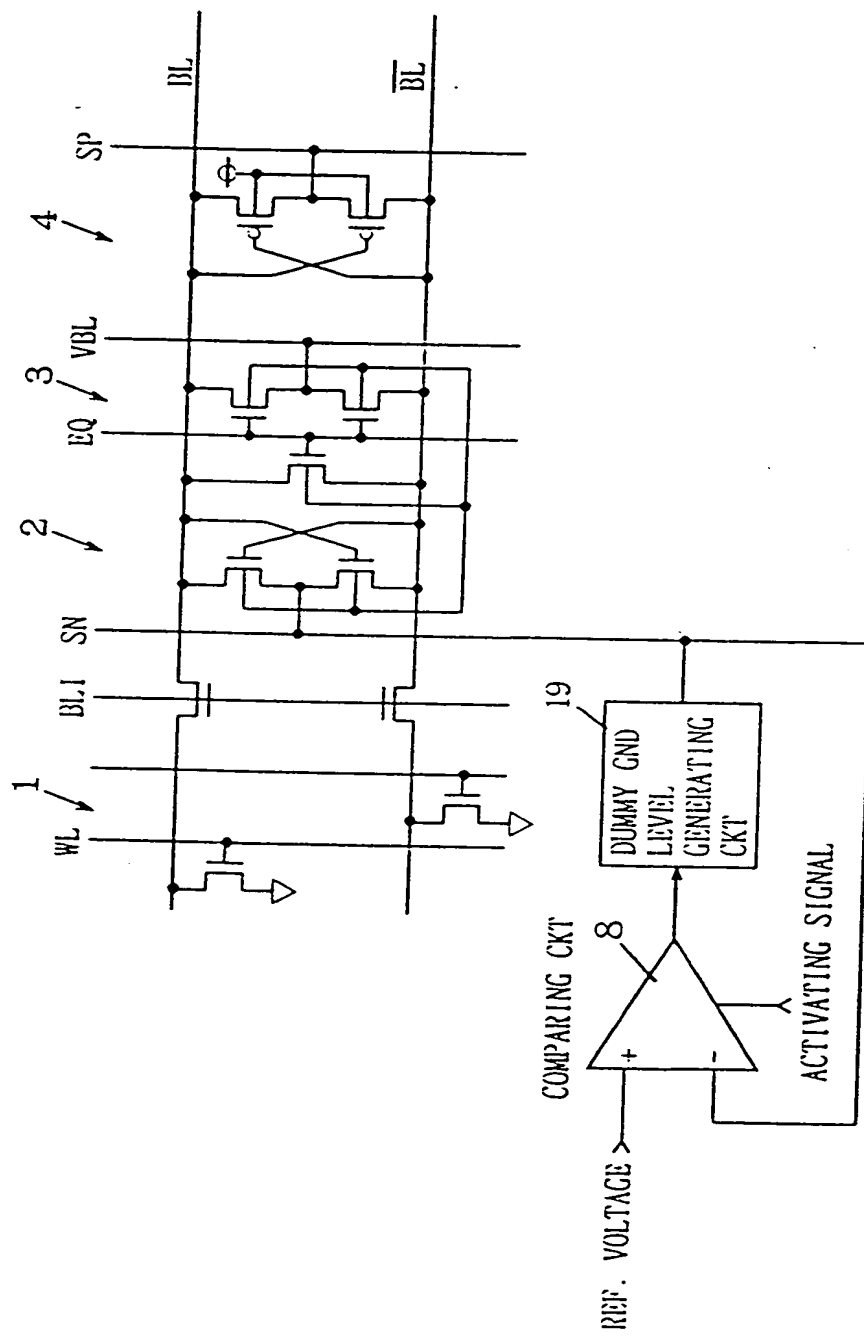 1
2
3
4
WL
BLI
SN
EQ
VBL
SP
BL
BL
COMPARING CKT
8
19
DUMMY GND
LEVEL
GENERATING
CKT
REF. VOLTAGE
+
-
ACTIVATING SIGNAL